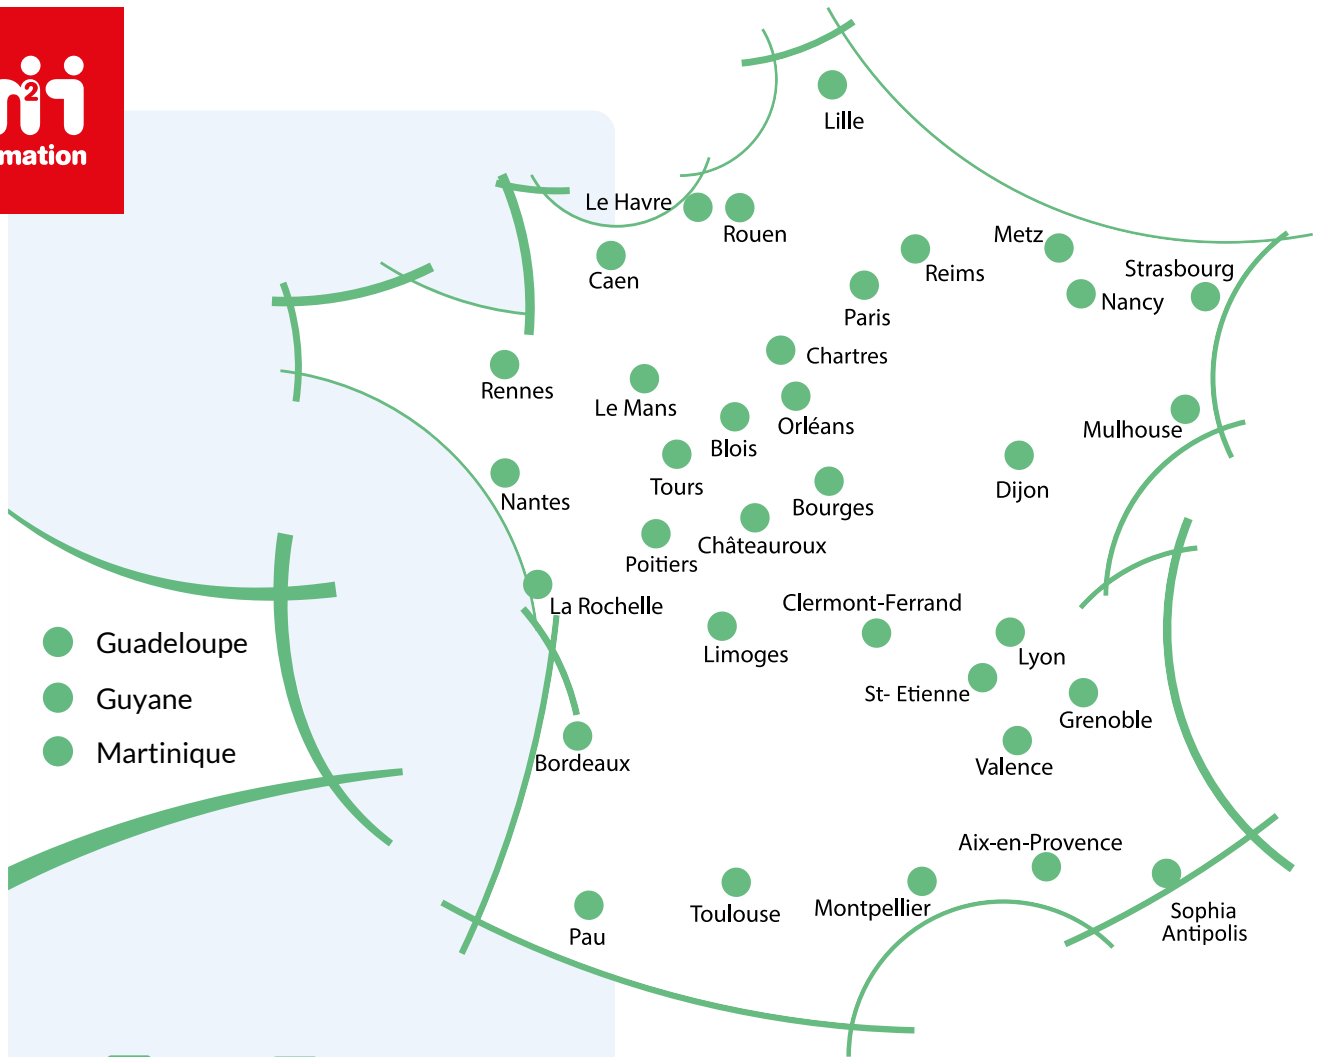 mation
Lille
Le Havre
Rouen
Caen
Metz
Reims
Strasbourg
Nancy
Paris
Chartres
Rennes
Le Mans
Orléans
Blois
Mulhouse
Tours
Dijon
Nantes
Bourges
Châteauroux
Poitiers
La Rochelle
Clermont-Ferrand
Limoges
Lyon
St- Etienne
Grenoble
Bordeaux
Valence
Guadeloupe
Guyane
Martinique
Aix-en-Provence
Toulouse
Montpellier
Sophia
Antipolis
Pau